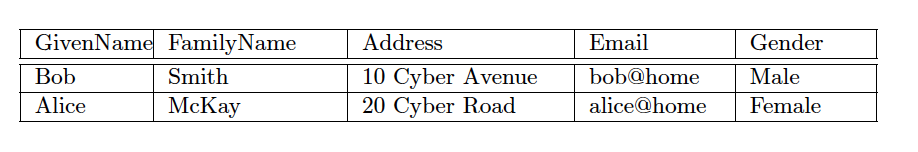 GivenName FamilyName Address Email Gender
Bob Smith 10 Cyber Avenue bob@home Male
Alice McKay 20 Cyber Road alice@home Female